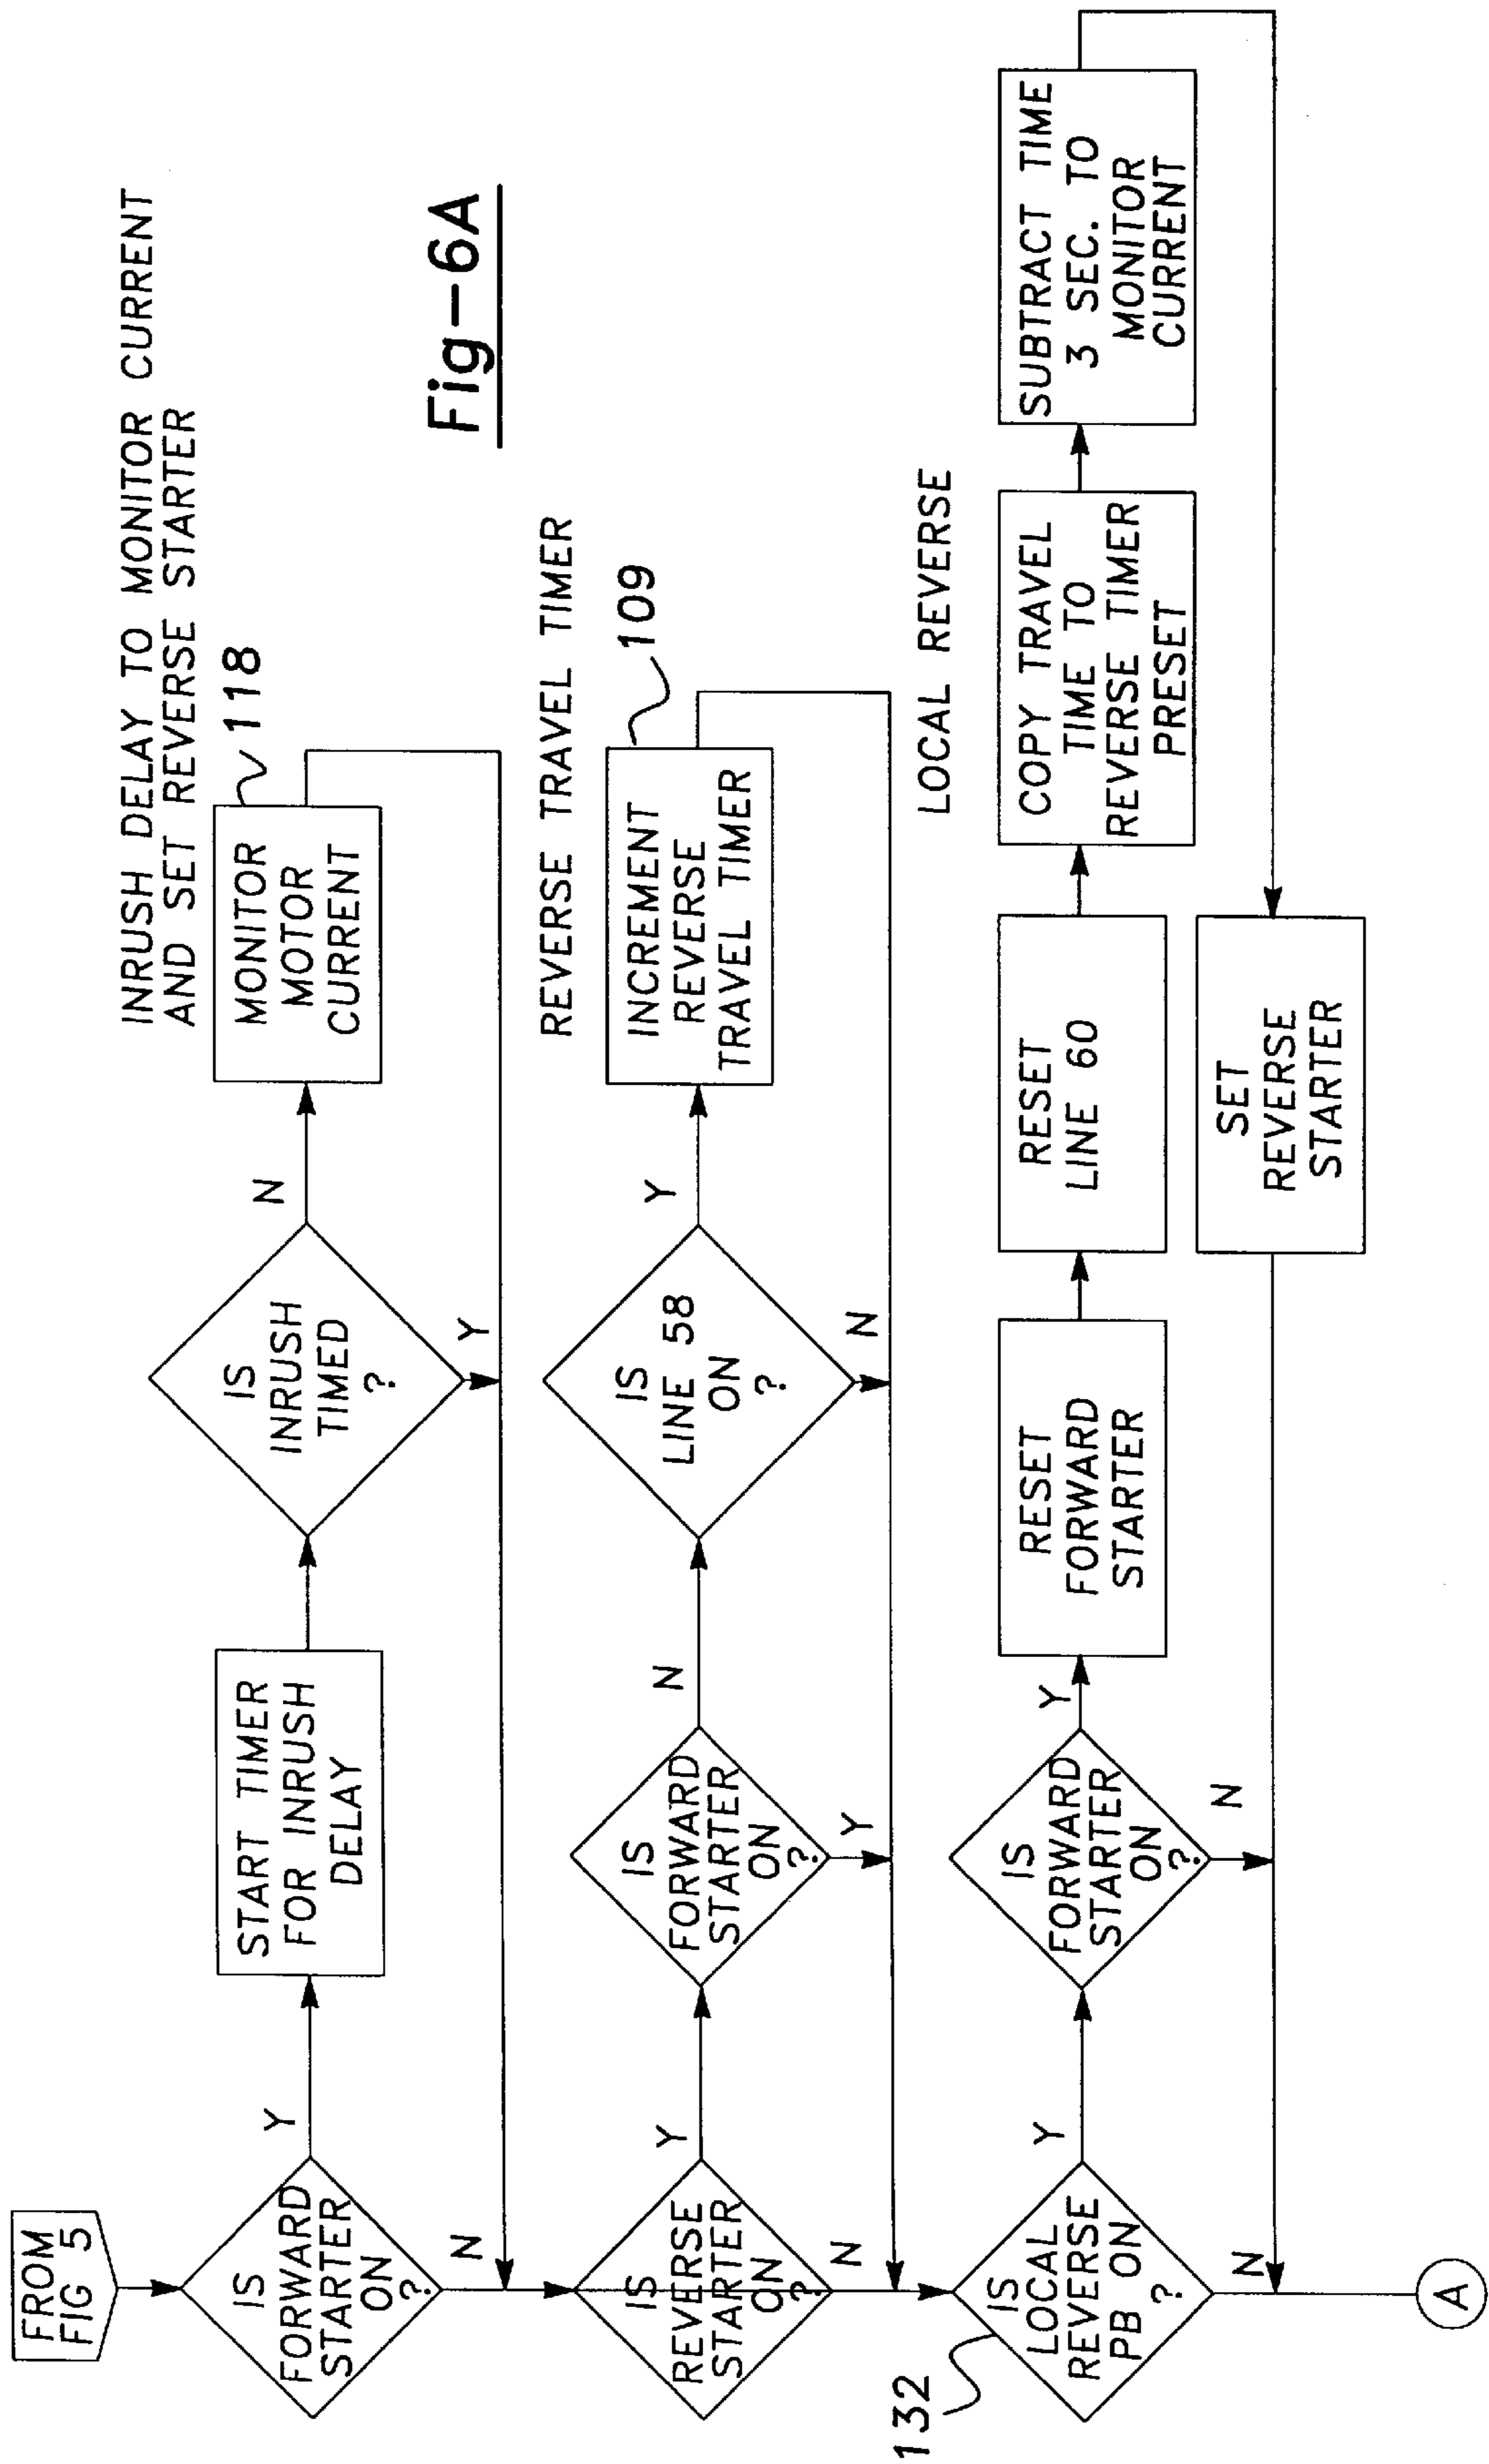 FROM
FIG 5
INRUSH DELAY TO MONITOR CURRENT
AND SET REVERSE STARTER
IS
FORWARD
STARTER
ON
?
Y
N
START TIMER
FOR INRUSH
DELAY
IS
INRUSH
TIMED
?
N
Y
MONITOR
MOTOR
CURRENT
118
Fig-6A
REVERSE TRAVEL TIMER
IS
REVERSE
STARTER
ON
?
Y
N
IS
FORWARD
STARTER
ON
?
N
Y
IS
LINE 58
ON
?
Y
N
INCREMENT
REVERSE
TRAVEL TIMER
109
LOCAL REVERSE
132
IS
LOCAL
REVERSE
PB ON
?
Y
N
IS
FORWARD
STARTER
ON
?
Y
N
RESET
FORWARD
STARTER
RESET
LINE 60
COPY TRAVEL
TIME TO
REVERSE TIMER
PRESET
SUBTRACT TIME
3 SEC. TO
MONITOR
CURRENT
SET
REVERSE
STARTER
A